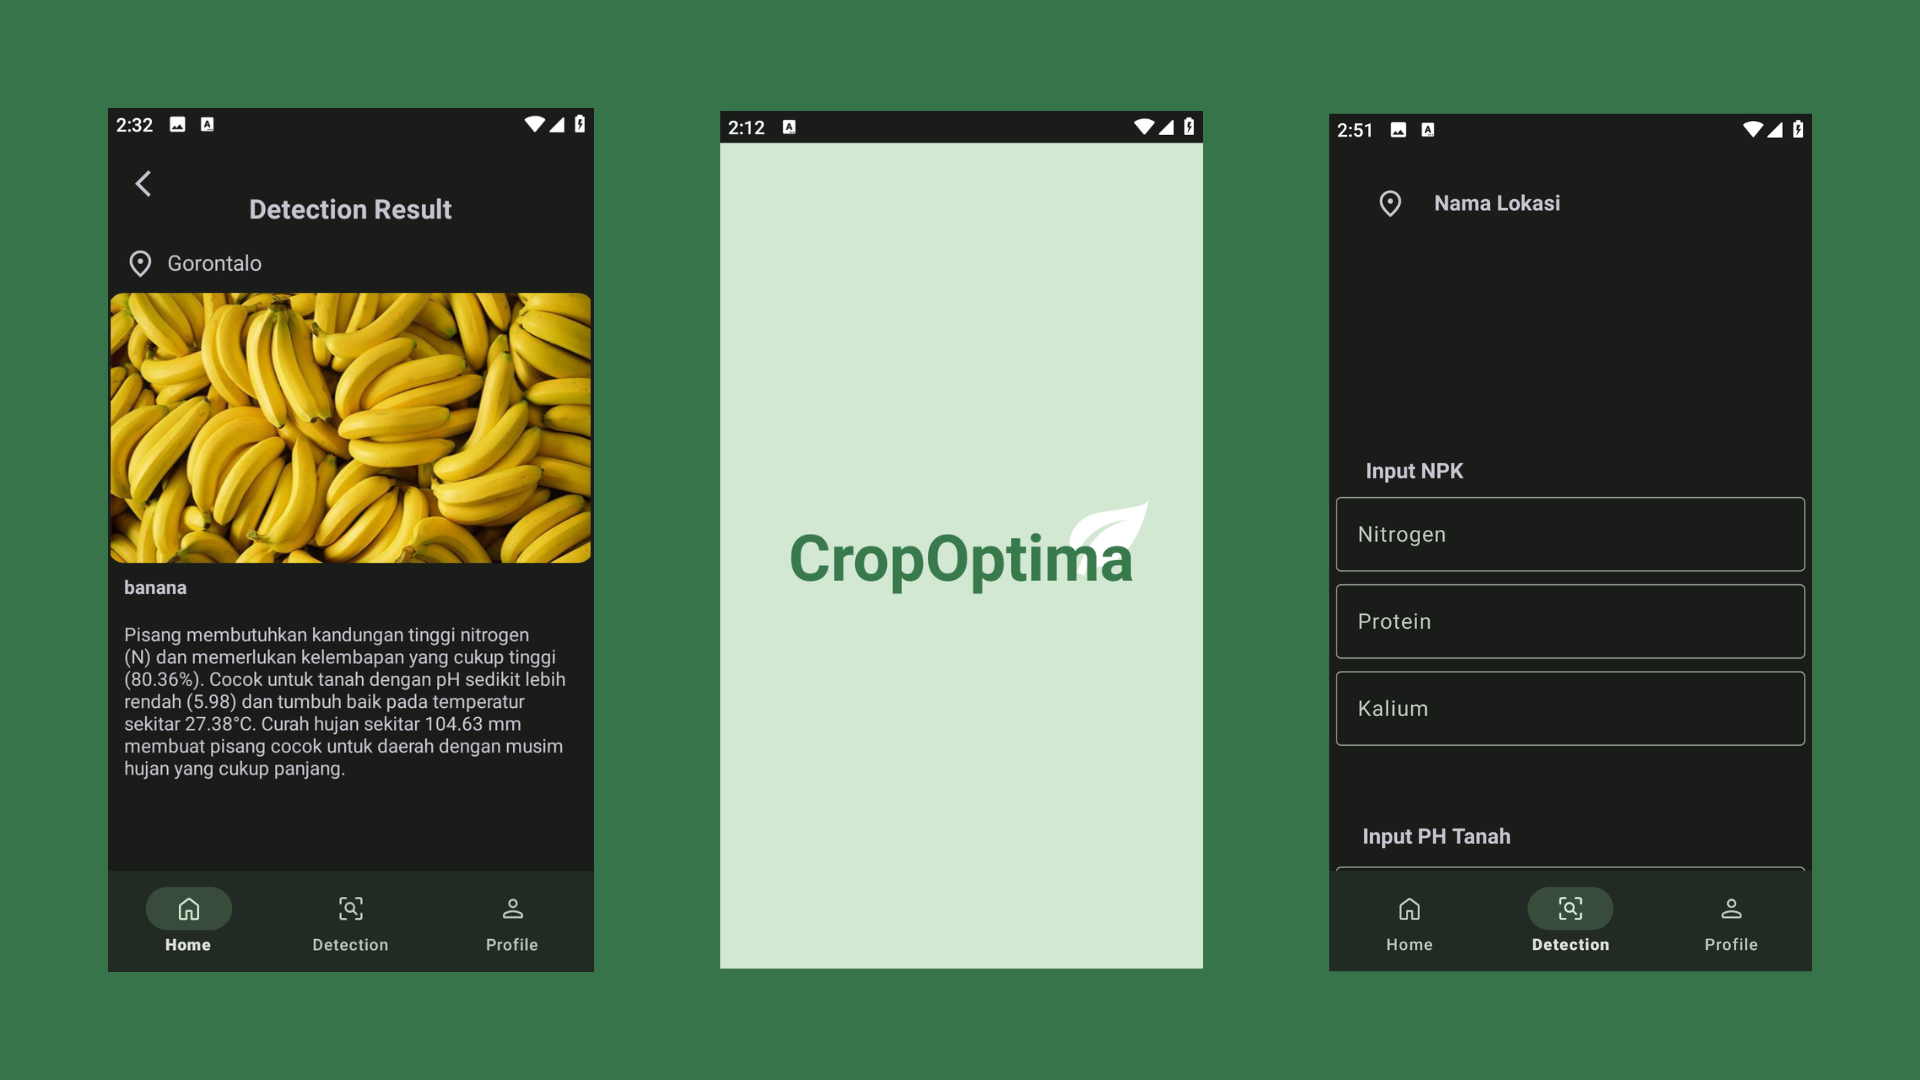 2:32
Detection Result
Gorontalo
banana
Pisang membutuhkan kandungan tinggi nitrogen
(N) dan memerlukan kelembapan yang cukup tinggi
(80.36%). Cocok untuk tanah dengan pH sedikit lebih
rendah (5.98) dan tumbuh baik pada temperatur
sekitar 27.38°C. Curah hujan sekitar 104.63 mm
membuat pisang cocok untuk daerah dengan musim
hujan yang cukup panjang.
Home
Detection
Profile
2:12
CropOptima
2:51
Nama Lokasi
Input NPK
Nitrogen
Protein
Kalium
Input PH Tanah
Home
Detection
Profile